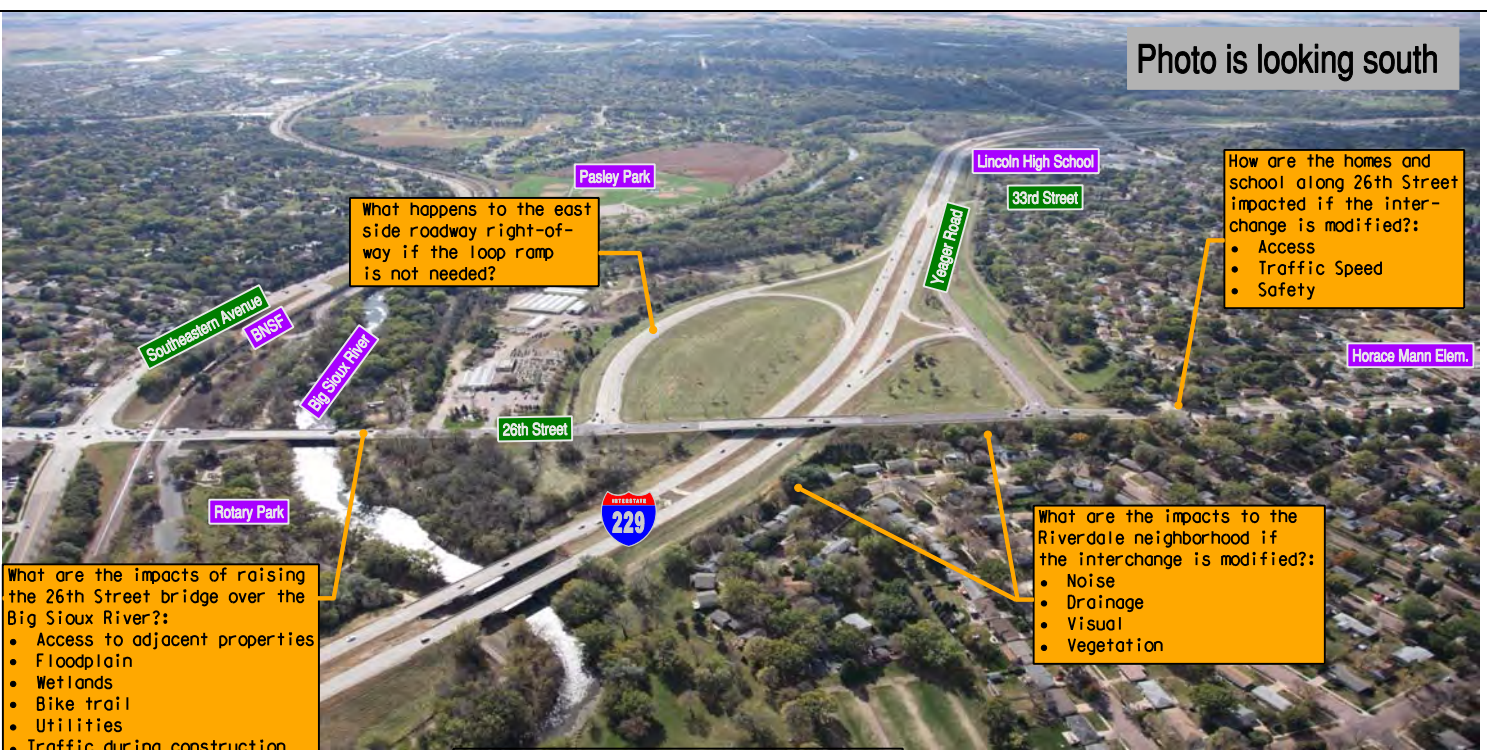 Photo is looking south
Lincoln High School
33rd Street
Pasley Park
Yeager Road
How are the homes and
school along 26th Street
impacted if the inter-
change is modified?:
• Access
• Traffic Speed
• Safety
What happens to the east
side roadway right-of-
way if the loop ramp
is not needed?
Southeastern Avenue
BNSF
Big Sioux River
Horace Mann Elem.
26th Street
Rotary Park
INTERSTATE
229
What are the impacts to the
Riverdale neighborhood if
the interchange is modified?:
• Noise
• Drainage
• Visual
• Vegetation
What are the impacts of raising
the 26th Street bridge over the
Big Sioux River?:
• Access to adjacent properties
• Floodplain
• Wetlands
• Bike trail
• Utilities
• Traffic during construction